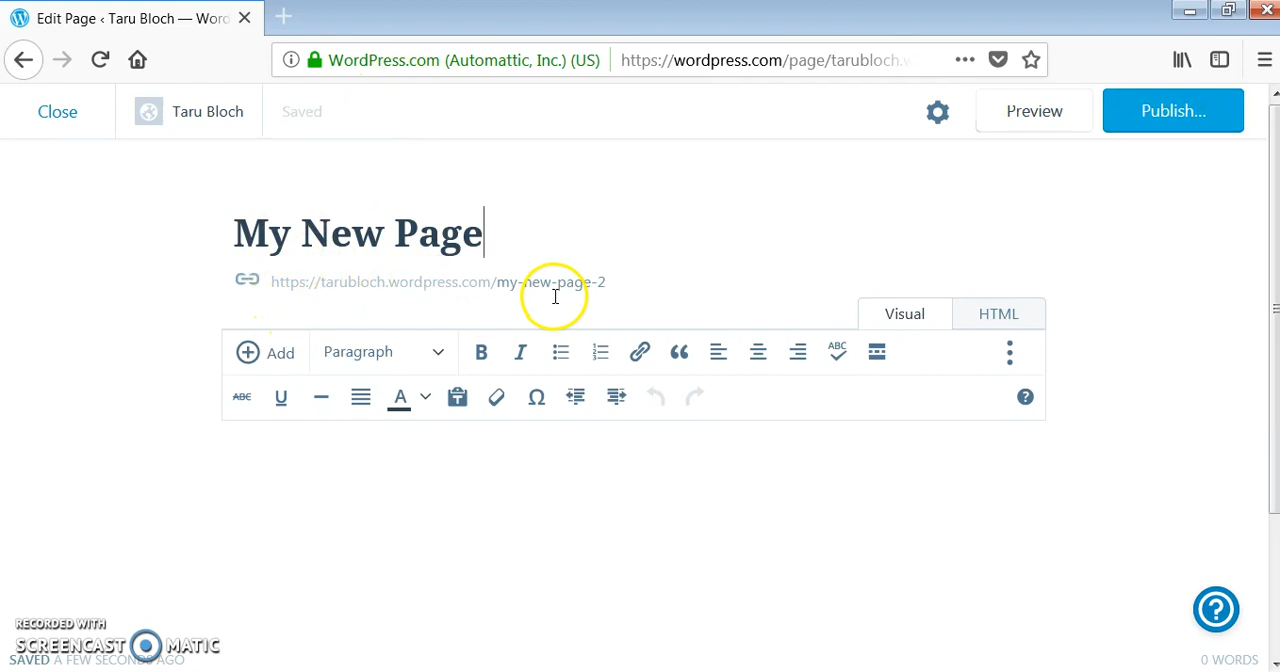 Edit Page ‹ Taru Bloch — Word
WordPress.com (Automattic, Inc.) (US)
https://wordpress.com/page/tarubloch.w
Close
Taru Bloch
Saved
Preview
Publish...
My New Page
https://tarubloch.wordpress.com/my-new-page-2
Visual
HTML
Add
Paragraph
B
I
ABC
ABC
U
A
Ω
RECORDED WITH
SCREENCAST MATIC
SAVED A FEW SECONDS AGO
0 WORDS